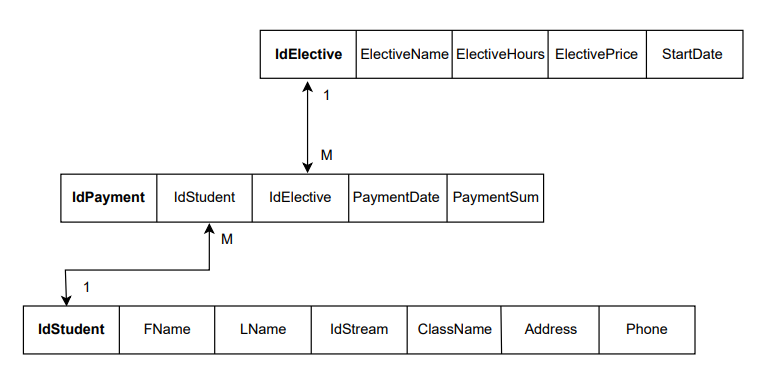 IdElective ElectiveName ElectiveHours ElectivePrice StartDate
1
M
IdPayment IdStudent IdElective PaymentDate PaymentSum
M
1
IdStudent FName LName IdStream ClassName Address Phone